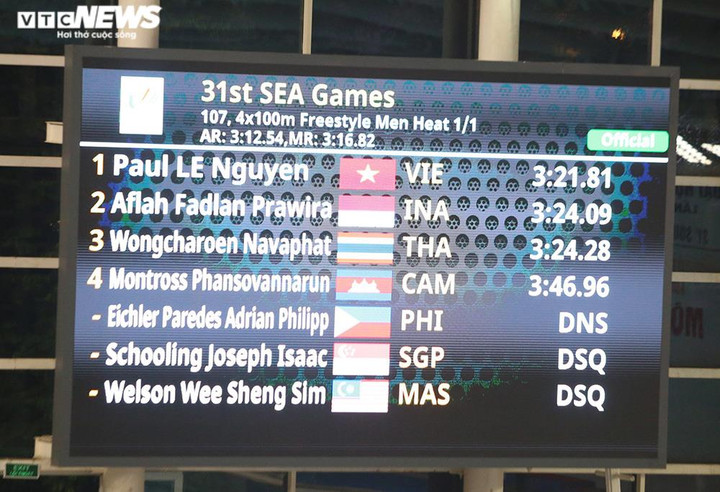 VTCNEWS
Hơi thở cuộc sống
31st SEA Games
107, 4x100m Freestyle Men Heat 1/1
AR: 3:12.54,MR: 3:16.82
Official
1 Paul LE Nguyen VIE 3:21.81
2 Aflah Fadlan Prawira INA 3:24.09
3 Wongcharoen Navaphat THA 3:24.28
4 Montross Phansovannarun CAM 3:46.96
- Eichler Paredes Adrian Philipp PHI DNS
- Schooling Joseph Isaac SGP DSQ
- Welson Wee Sheng Sim MAS DSQ
EXIT